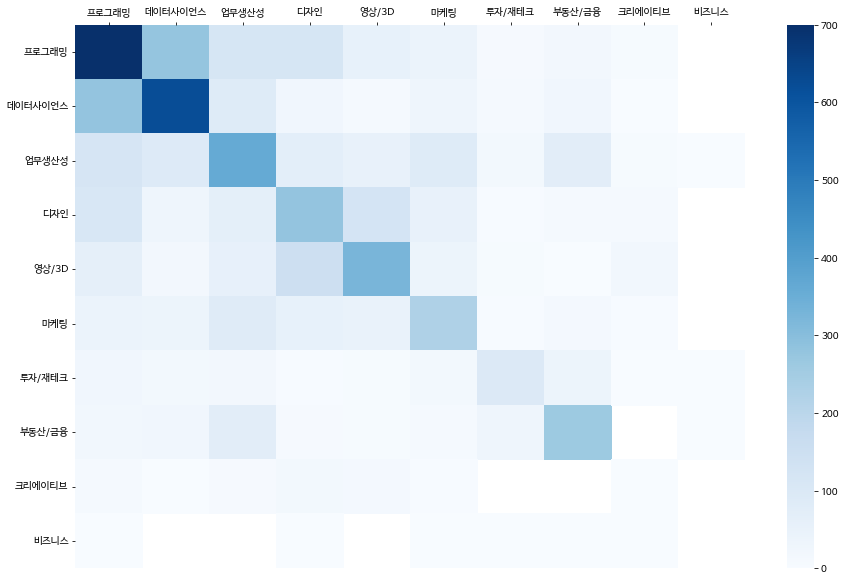 프로그래밍 데이터사이언스 업무생산성 디자인 영상/3D 마케팅 투자/재테크 부동산/금융 크리에이티브 비즈니스
프로그래밍
데이터사이언스
업무생산성
디자인
영상/3D
마케팅
투자/재테크
부동산/금융
크리에이티브
비즈니스
700
600
500
400
300
200
100
0